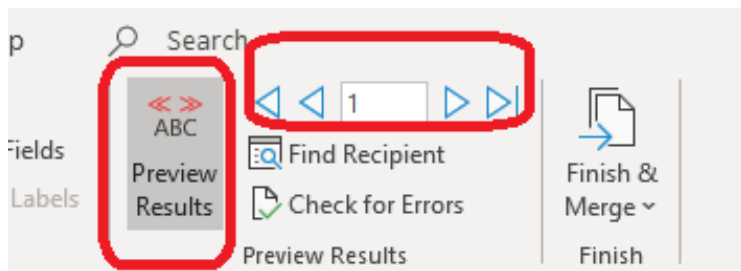 p Search
ABC
Preview
Results
1
Fields
Labels
Find Recipient
Check for Errors
Preview Results
Finish &
Merge
Finish